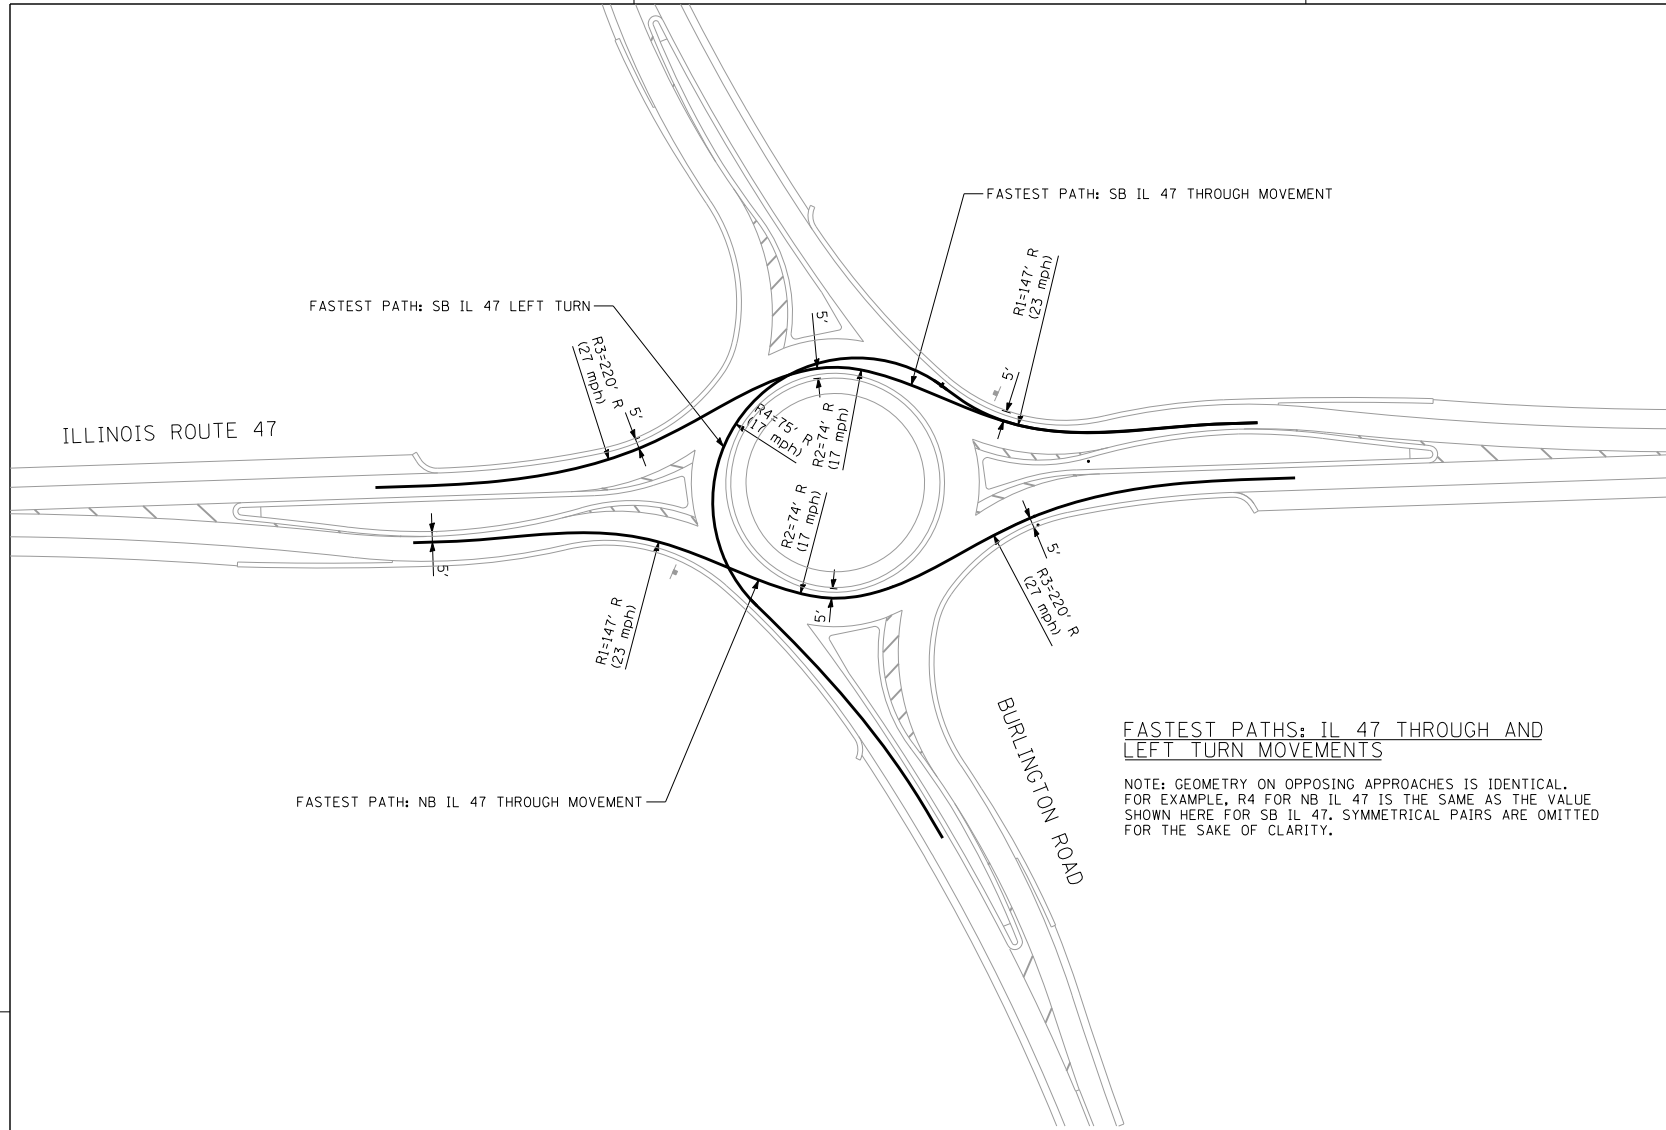 FASTEST PATH: SB IL 47 THROUGH MOVEMENT
R1=147' R
(23 mph)
FASTEST PATH: SB IL 47 LEFT TURN
5'
R3=220' R
(27 mph)
5'
5'
ILLINOIS ROUTE 47
R4=75' R
(17 mph)
R2=74' R
(17 mph)
R2=74' R
(17 mph)
5'
5'
R3=220' R
(27 mph)
5'
R1=147' R
(23 mph)
BURLINGTON ROAD
FASTEST PATH: NB IL 47 THROUGH MOVEMENT
FASTEST PATHS: IL 47 THROUGH AND
LEFT TURN MOVEMENTS
NOTE: GEOMETRY ON OPPOSING APPROACHES IS IDENTICAL.
FOR EXAMPLE, R4 FOR NB IL 47 IS THE SAME AS THE VALUE
SHOWN HERE FOR SB IL 47. SYMMETRICAL PAIRS ARE OMITTED
FOR THE SAKE OF CLARITY.